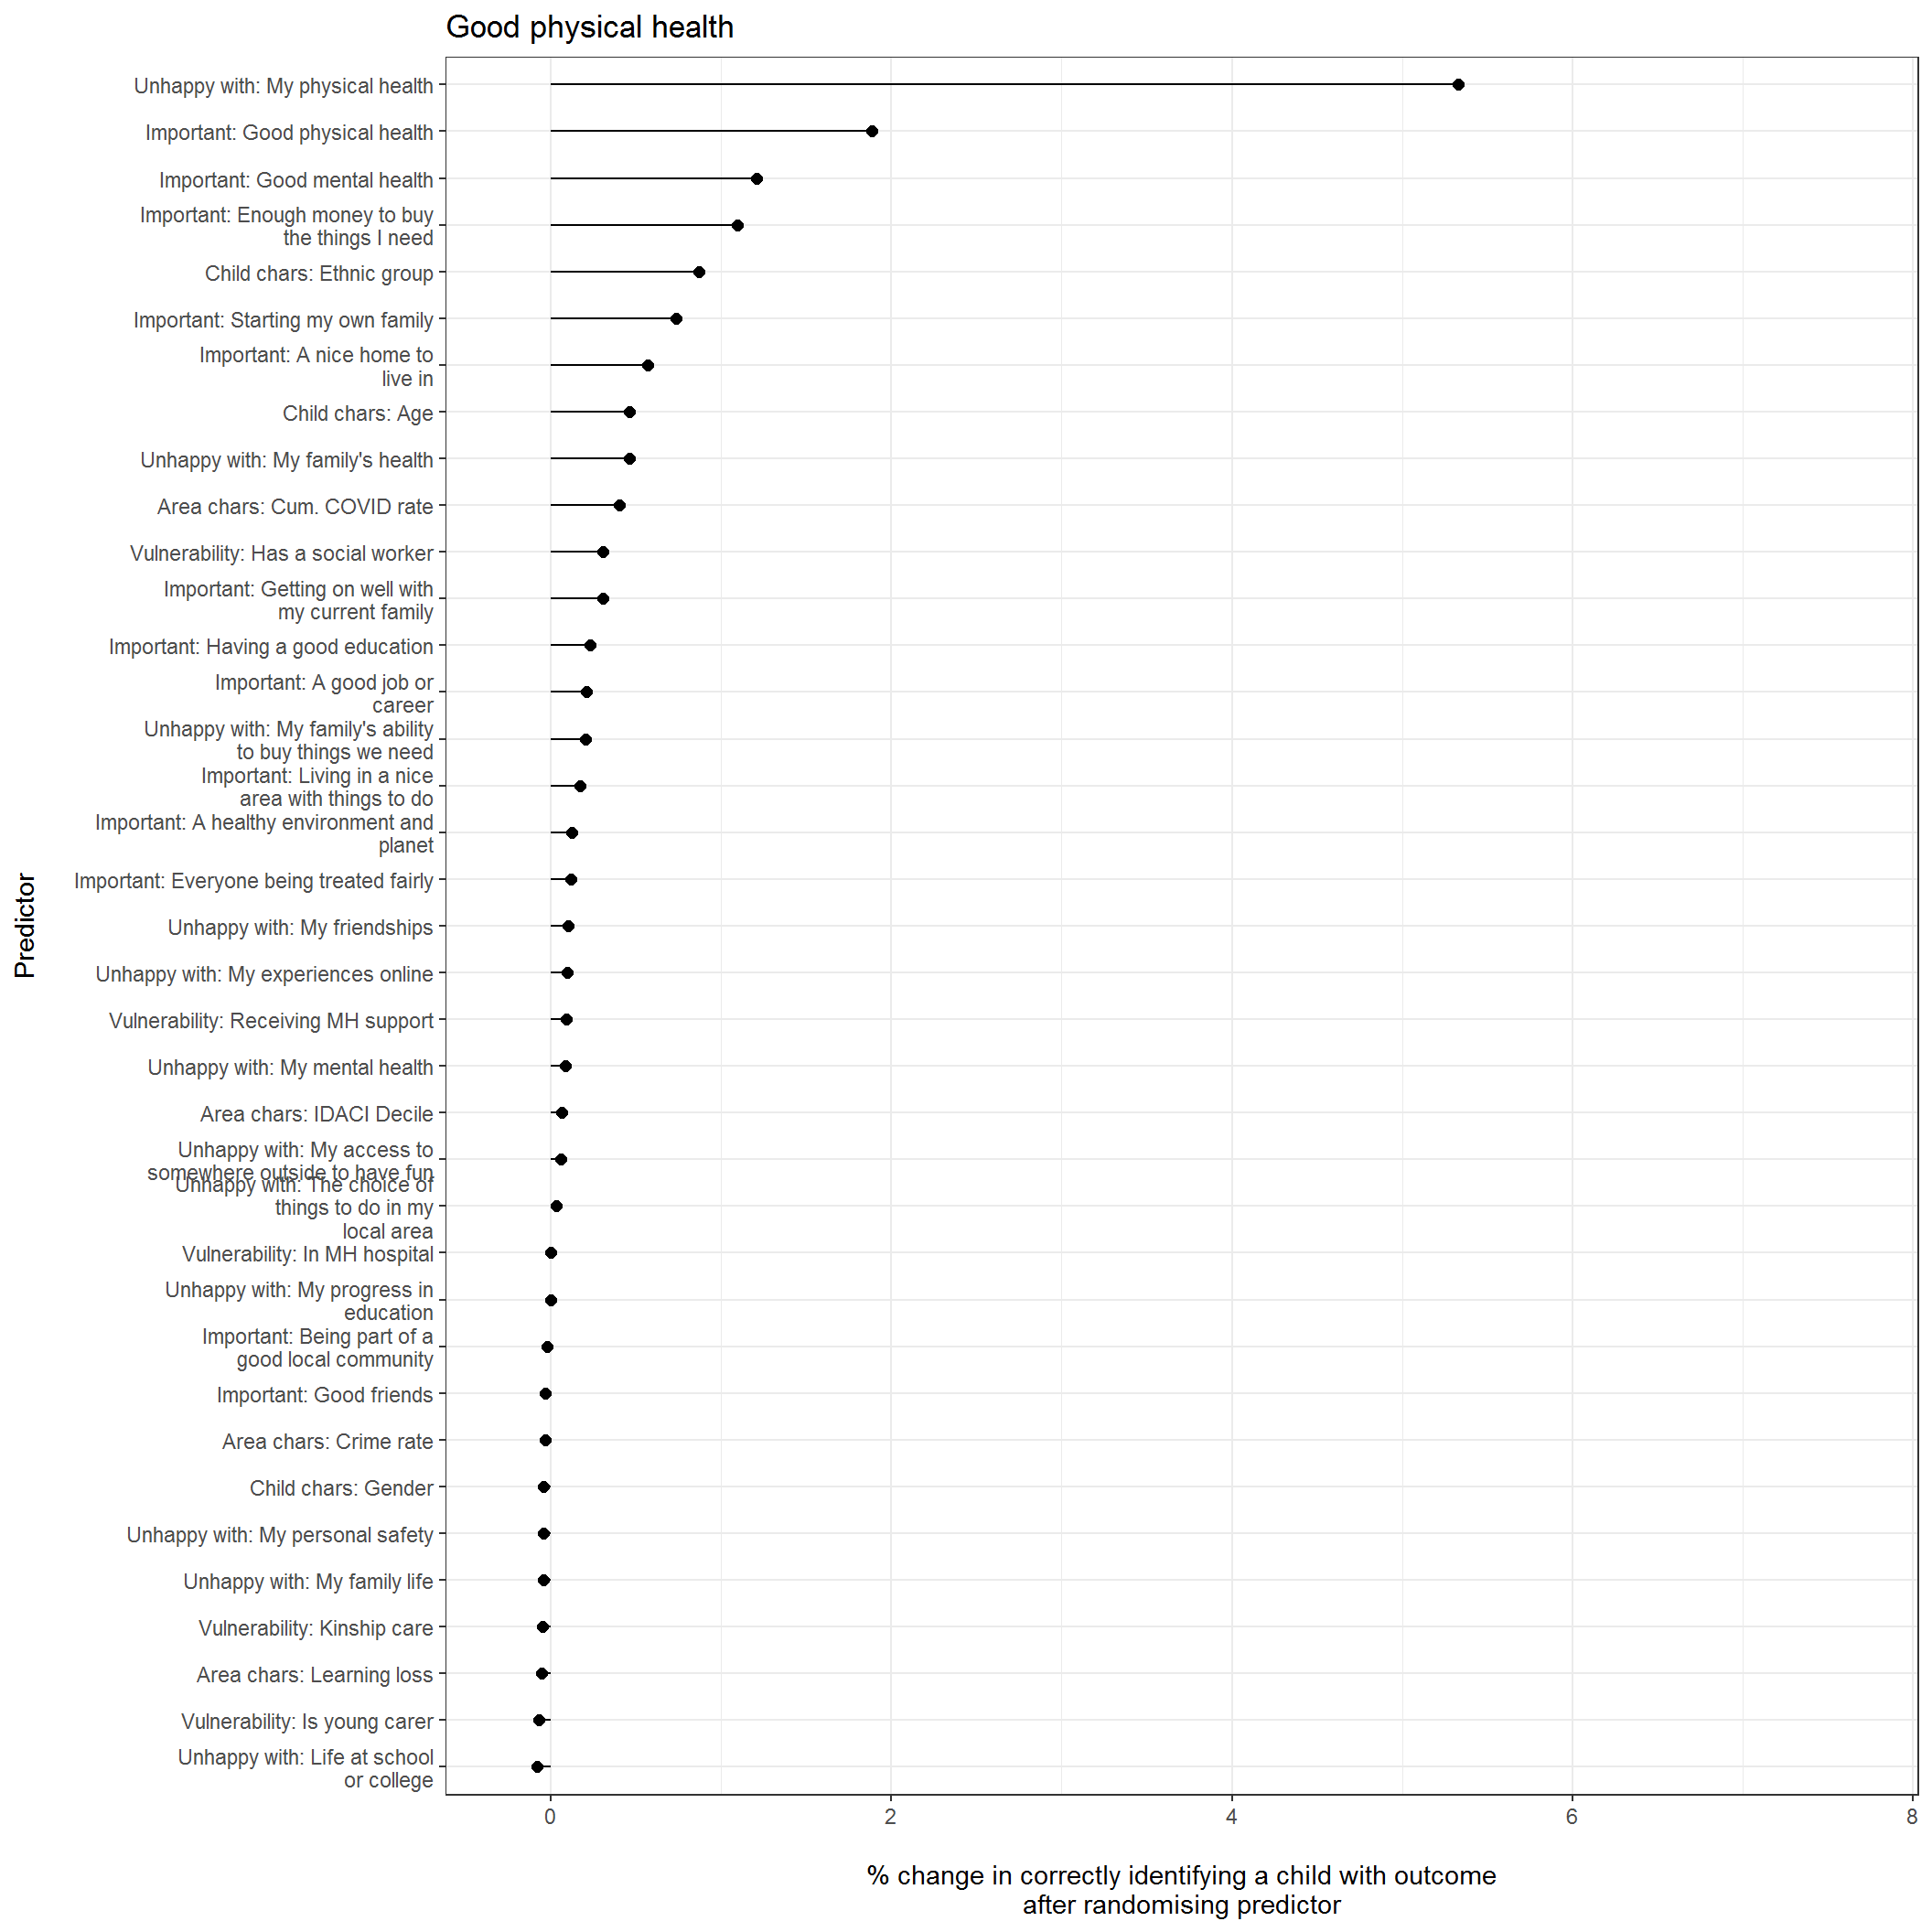 Good physical health
Unhappy with: My physical health
Important: Good physical health
Important: Good mental health
Important: Enough money to buy
the things I need
Child chars: Ethnic group
Important: Starting my own family
Important: A nice home to
live in
Child chars: Age
Unhappy with: My family's health
Area chars: Cum. COVID rate
Vulnerability: Has a social worker
Important: Getting on well with
my current family
Important: Having a good education
Important: A good job or
career
Unhappy with: My family's ability
to buy things we need
Important: Living in a nice
area with things to do
Important: A healthy environment and
planet
Important: Everyone being treated fairly
Unhappy with: My friendships
Unhappy with: My experiences online
Vulnerability: Receiving MH support
Unhappy with: My mental health
Area chars: IDACI Decile
Unhappy with: My access to
somewhere outside to have fun
Unhappy with: The choice of
things to do in my
local area
Vulnerability: In MH hospital
Unhappy with: My progress in
education
Important: Being part of a
good local community
Important: Good friends
Area chars: Crime rate
Child chars: Gender
Unhappy with: My personal safety
Unhappy with: My family life
Vulnerability: Kinship care
Area chars: Learning loss
Vulnerability: Is young carer
Unhappy with: Life at school
or college
Predictor
0 2 4 6 8
% change in correctly identifying a child with outcome
after randomising predictor